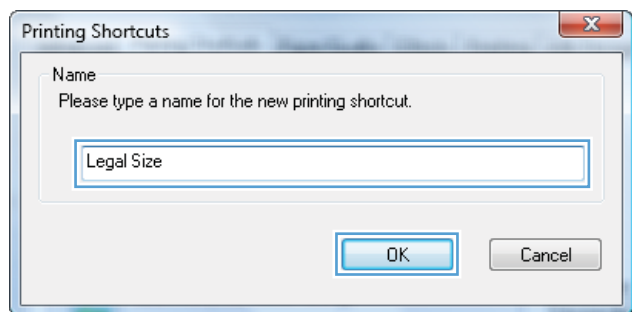 Printing Shortcuts
Name
Please type a name for the new printing shortcut.
Legal Size
OK
Cancel